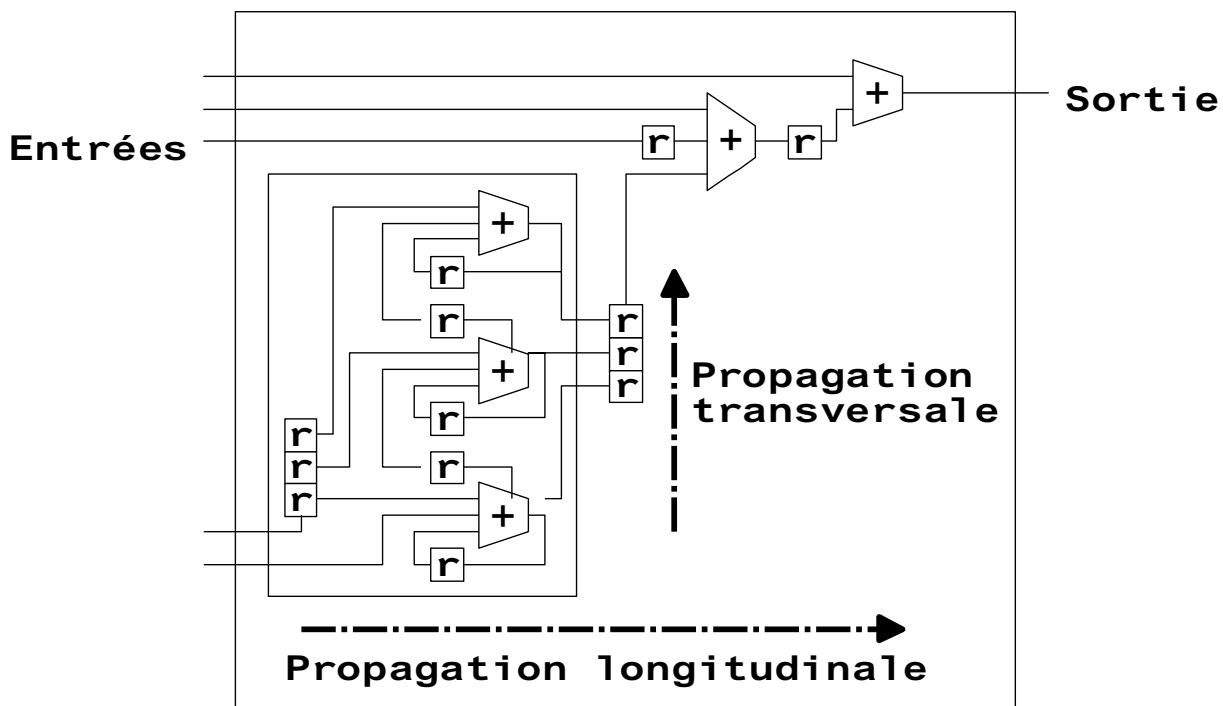 +
Sortie
+
r
r
Entrées
+
r
r
r
+
r
r
Propagation
transversale
r
r
r
r
r
+
r
Propagation longitudinale